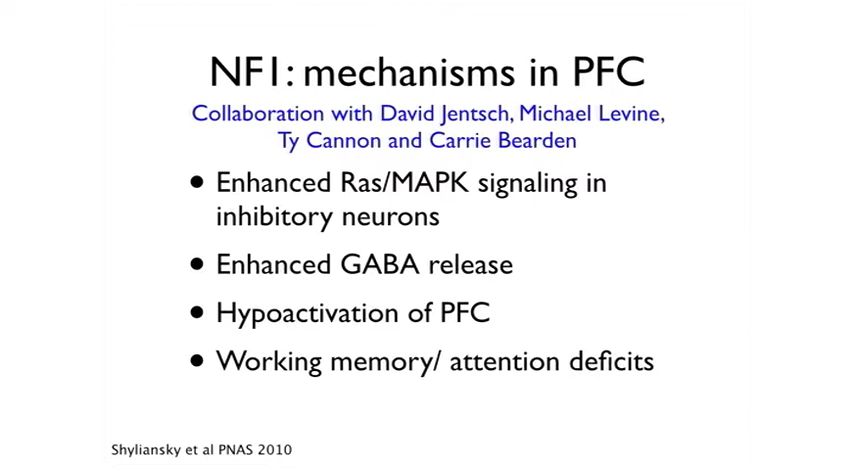 NF1: mechanisms in PFC
Collaboration with David Jentsch, Michael Levine,
Ty Cannon and Carrie Bearden
• Enhanced Ras/MAPK signaling in
inhibitory neurons
• Enhanced GABA release
• Hypoactivation of PFC
• Working memory/ attention deficits
Shyliansky et al PNAS 2010